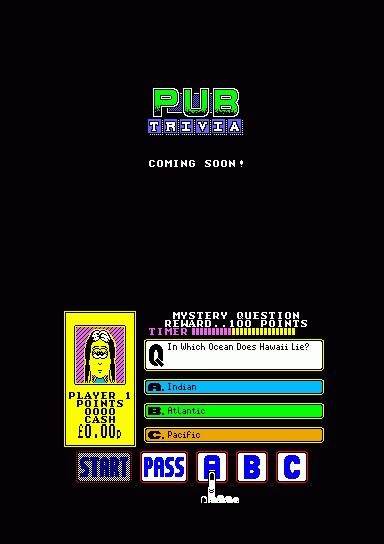 PUB
TRIVIA
COMING SOON!
MYSTERY QUESTION
REWARD..100 POINTS
TIMER
Q In Which Ocean Does Hawaii Lie?
A. Indian
B. Atlantic
C. Pacific
PLAYER 1
POINTS
0000
CASH
£0.00p
START PASS A B C